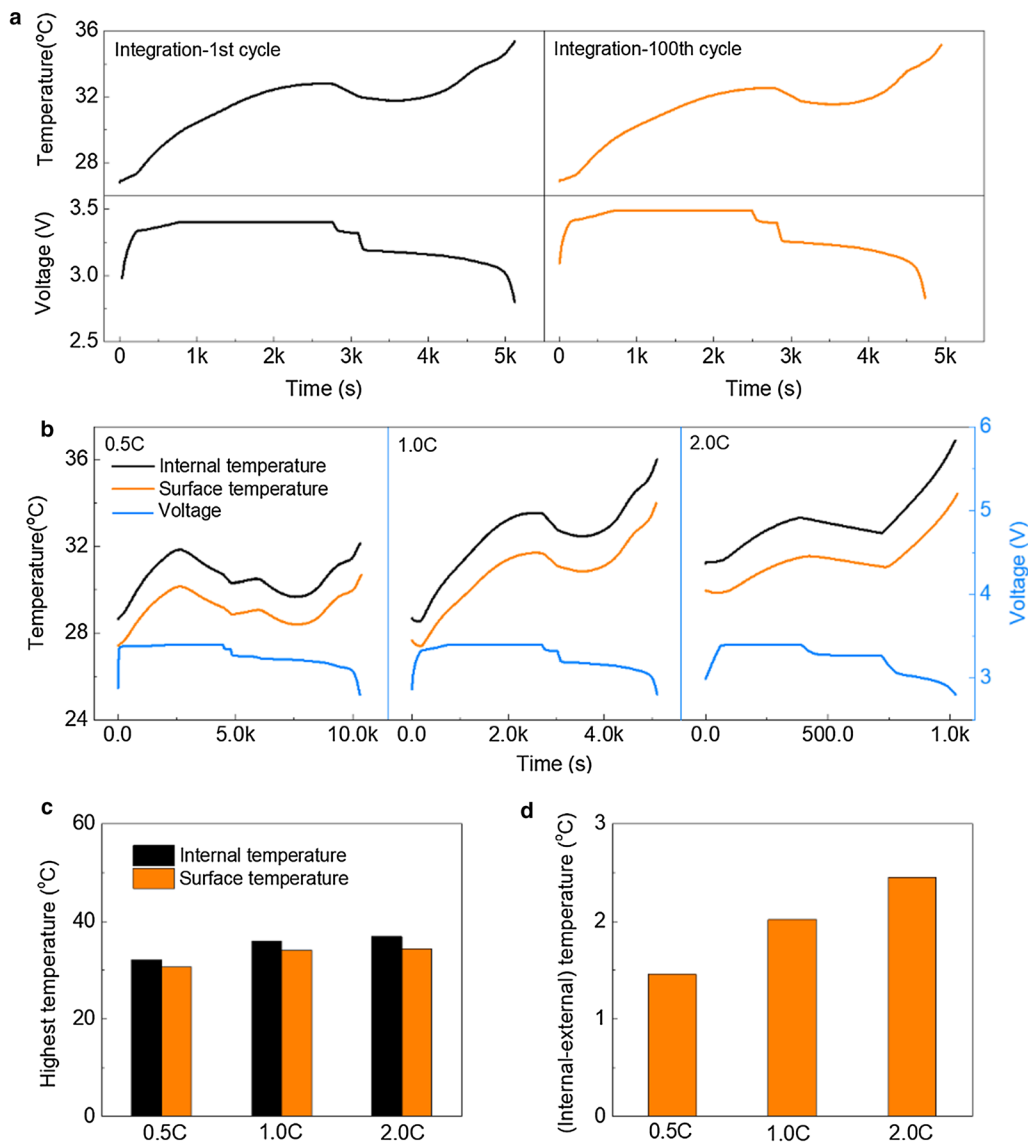 a
Temperature(°C)
36
32
28
Integration-1st cycle
Integration-100th cycle
Voltage (V)
3.5
3.0
2.5
0 1k 2k 3k 4k 5k
0 1k 2k 3k 4k 5k
Time (s)
Time (s)
b
Temperature(°C)
36
32
28
24
0.5C
Internal temperature
Surface temperature
Voltage
1.0C
2.0C
6
5
4
3
Voltage (V)
0.0 5.0k 10.0k
0.0 2.0k 4.0k
0.0 500.0 1.0k
Time (s)
c
Highest temperature (°C)
60
40
20
0
Internal temperature
Surface temperature
0.5C 1.0C 2.0C
d
(Internal-external) temperature (°C)
3
2
1
0
0.5C 1.0C 2.0C